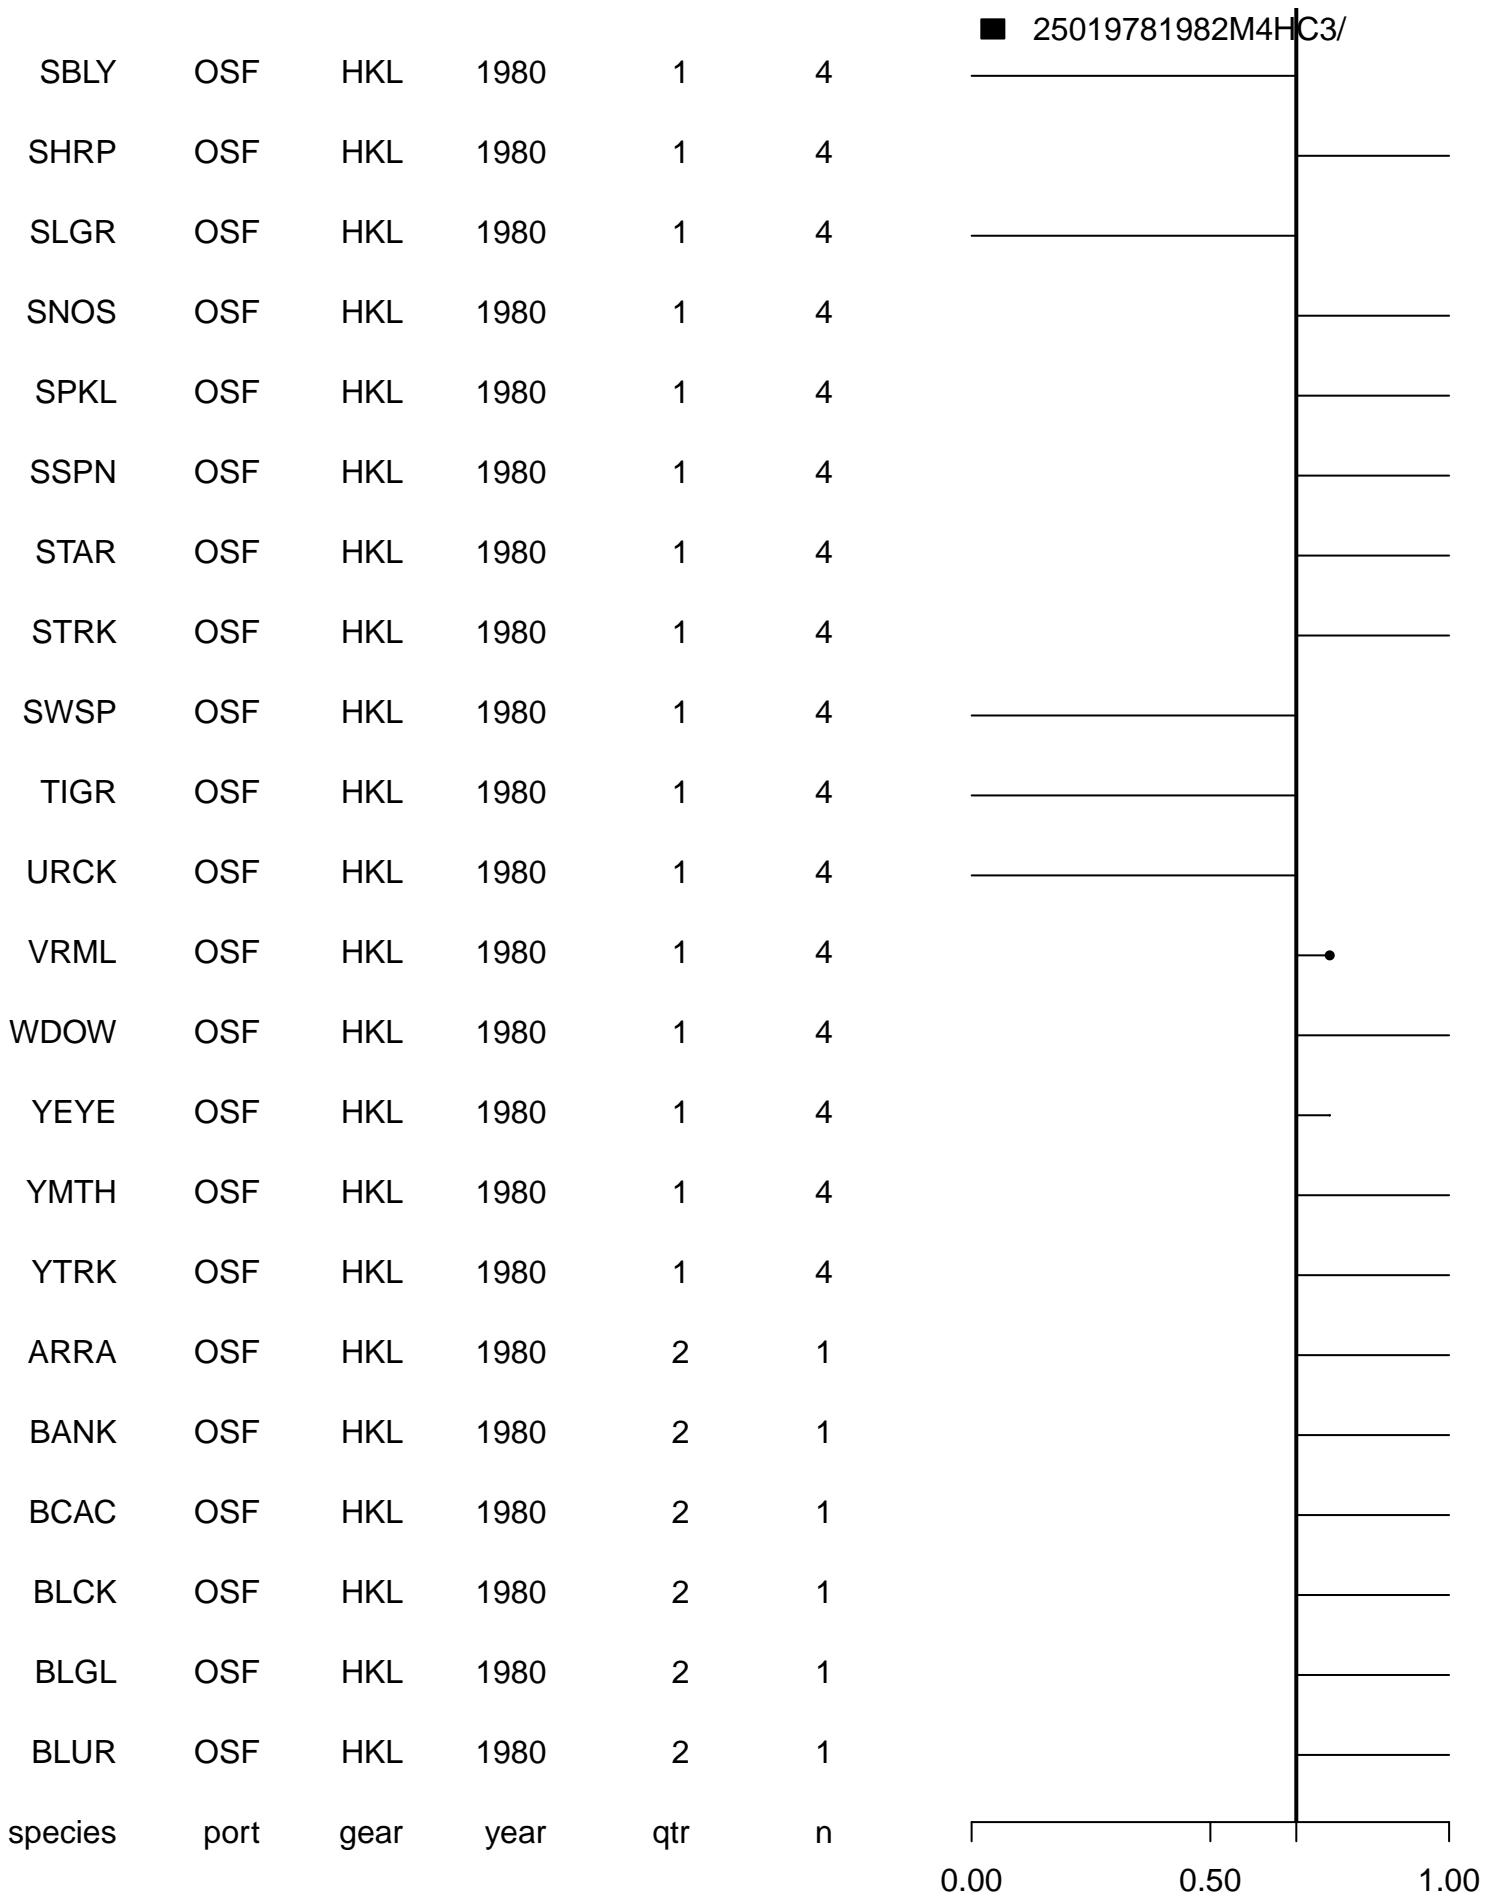 25019781982M4HC3/
SBLY OSF HKL 1980 1 4
SHRP OSF HKL 1980 1 4
SLGR OSF HKL 1980 1 4
SNOS OSF HKL 1980 1 4
SPKL OSF HKL 1980 1 4
SSPN OSF HKL 1980 1 4
STAR OSF HKL 1980 1 4
STRK OSF HKL 1980 1 4
SWSP OSF HKL 1980 1 4
TIGR OSF HKL 1980 1 4
URCK OSF HKL 1980 1 4
VRML OSF HKL 1980 1 4
WDOW OSF HKL 1980 1 4
YEYE OSF HKL 1980 1 4
YMTH OSF HKL 1980 1 4
YTRK OSF HKL 1980 1 4
ARRA OSF HKL 1980 2 1
BANK OSF HKL 1980 2 1
BCAC OSF HKL 1980 2 1
BLCK OSF HKL 1980 2 1
BLGL OSF HKL 1980 2 1
BLUR OSF HKL 1980 2 1
species port gear year qtr n
0.00 0.50 1.00